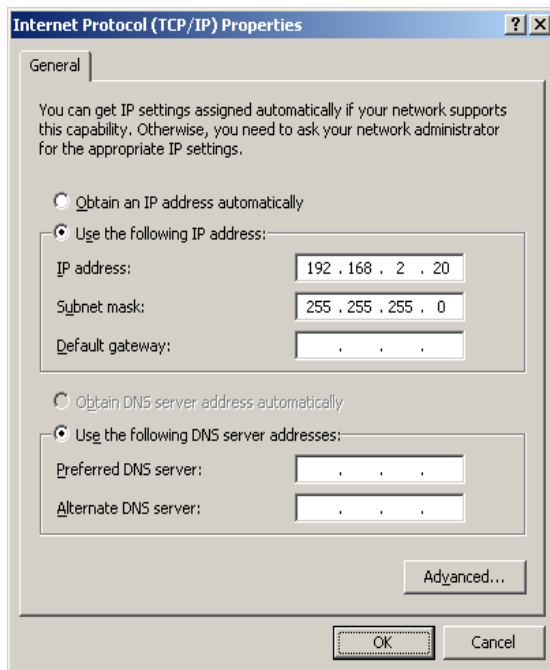 Internet Protocol (TCP/IP) Properties
General
You can get IP settings assigned automatically if your network supports
this capability. Otherwise, you need to ask your network administrator
for the appropriate IP settings.
Obtain an IP address automatically
Use the following IP address:
IP address: 192 . 168 . 2 . 20
Subnet mask: 255 . 255 . 255 . 0
Default gateway: . . .
Obtain DNS server address automatically
Use the following DNS server addresses:
Preferred DNS server: . . .
Alternate DNS server: . . .
Advanced...
OK Cancel